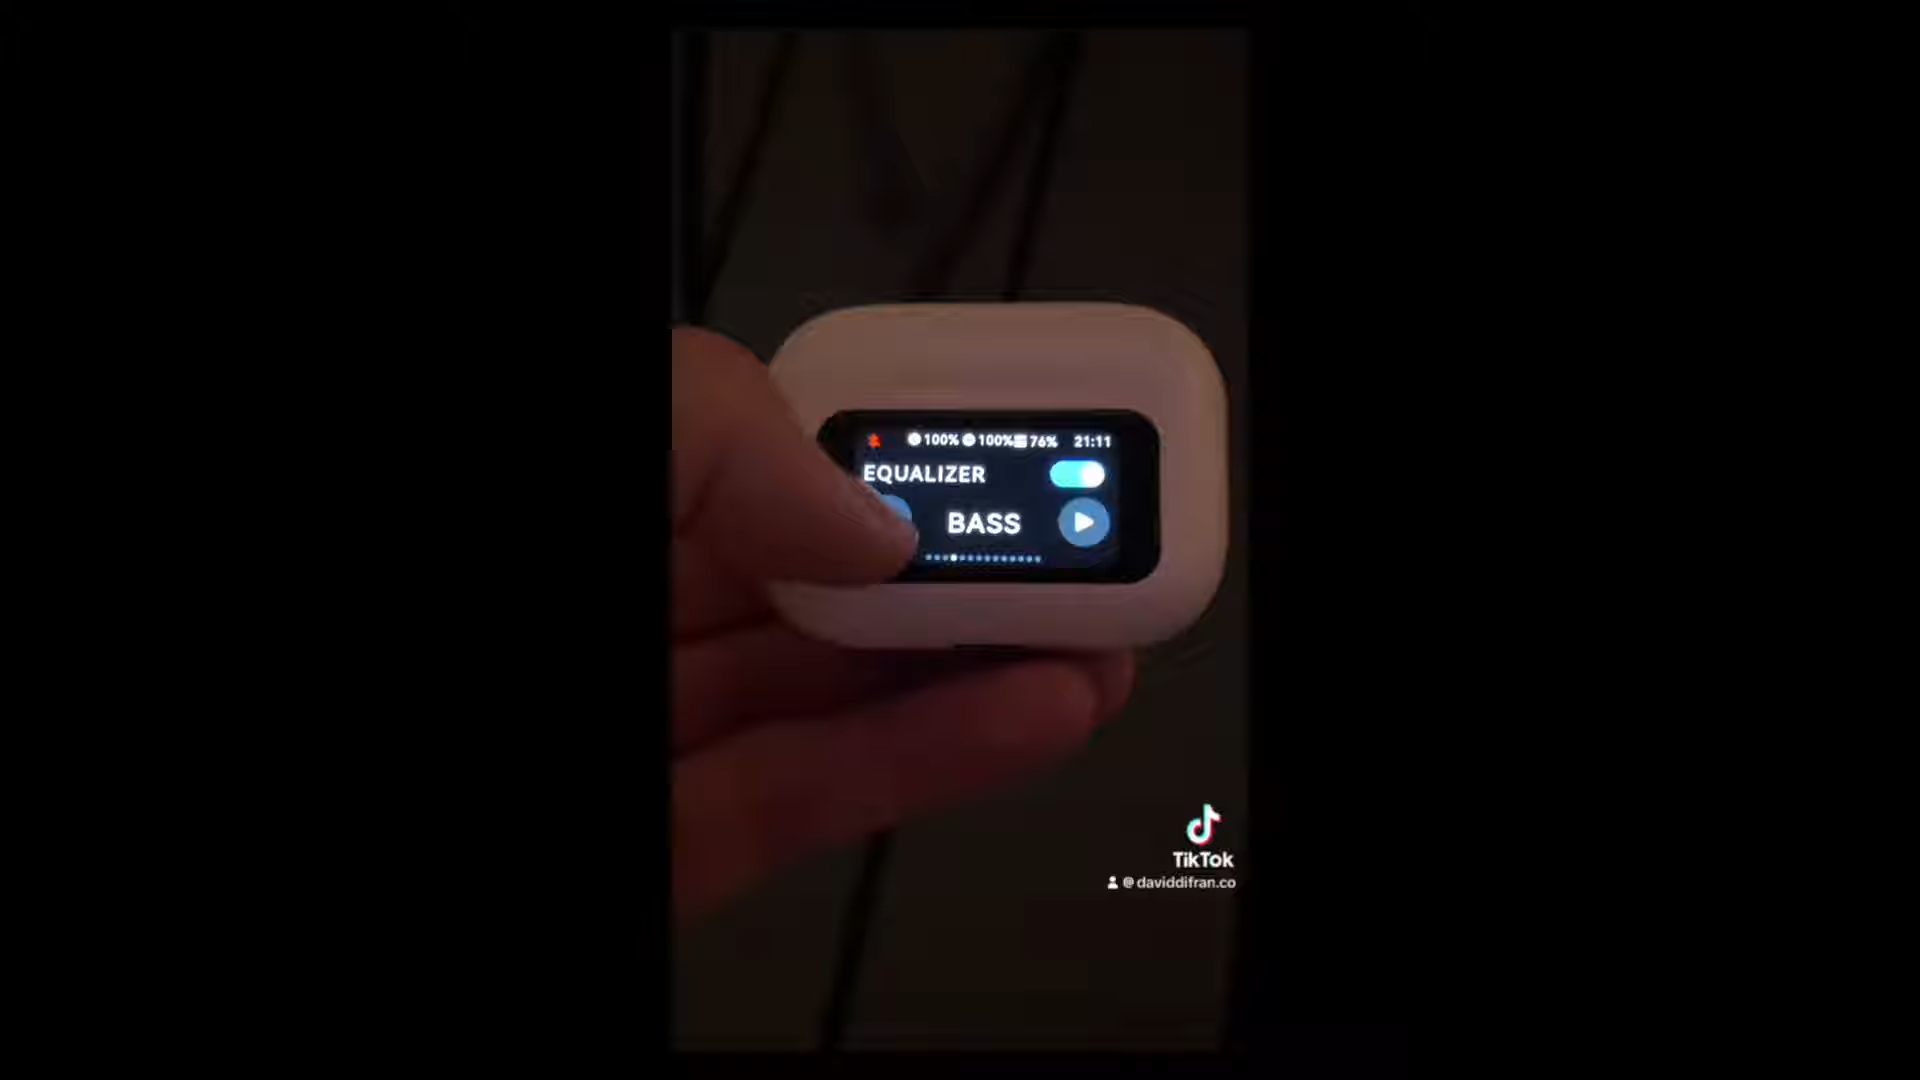 100% 100% 76% 21:11
EQUALIZER
BASS
TikTok
@daviddifran.co